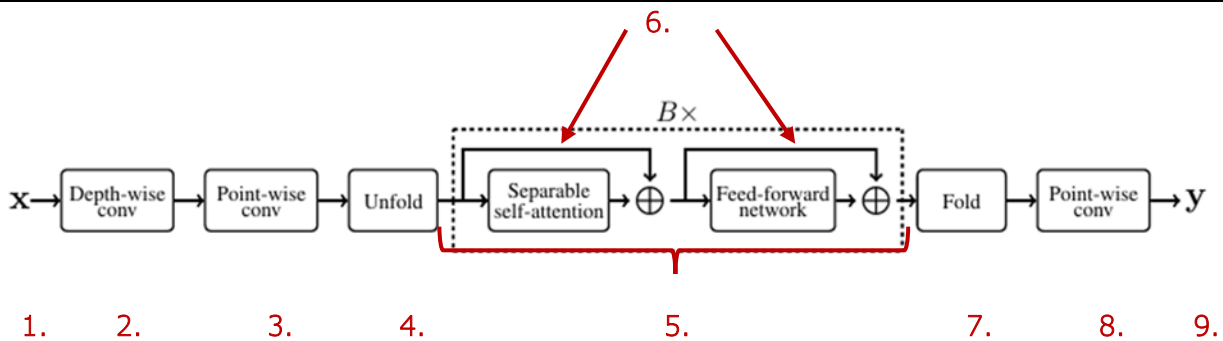 6.
B×
x
Depth-wise
conv
Point-wise
conv
Unfold
Separable
self-attention
Feed-forward
network
Fold
Point-wise
conv
y
1.
2.
3.
4.
5.
7.
8.
9.